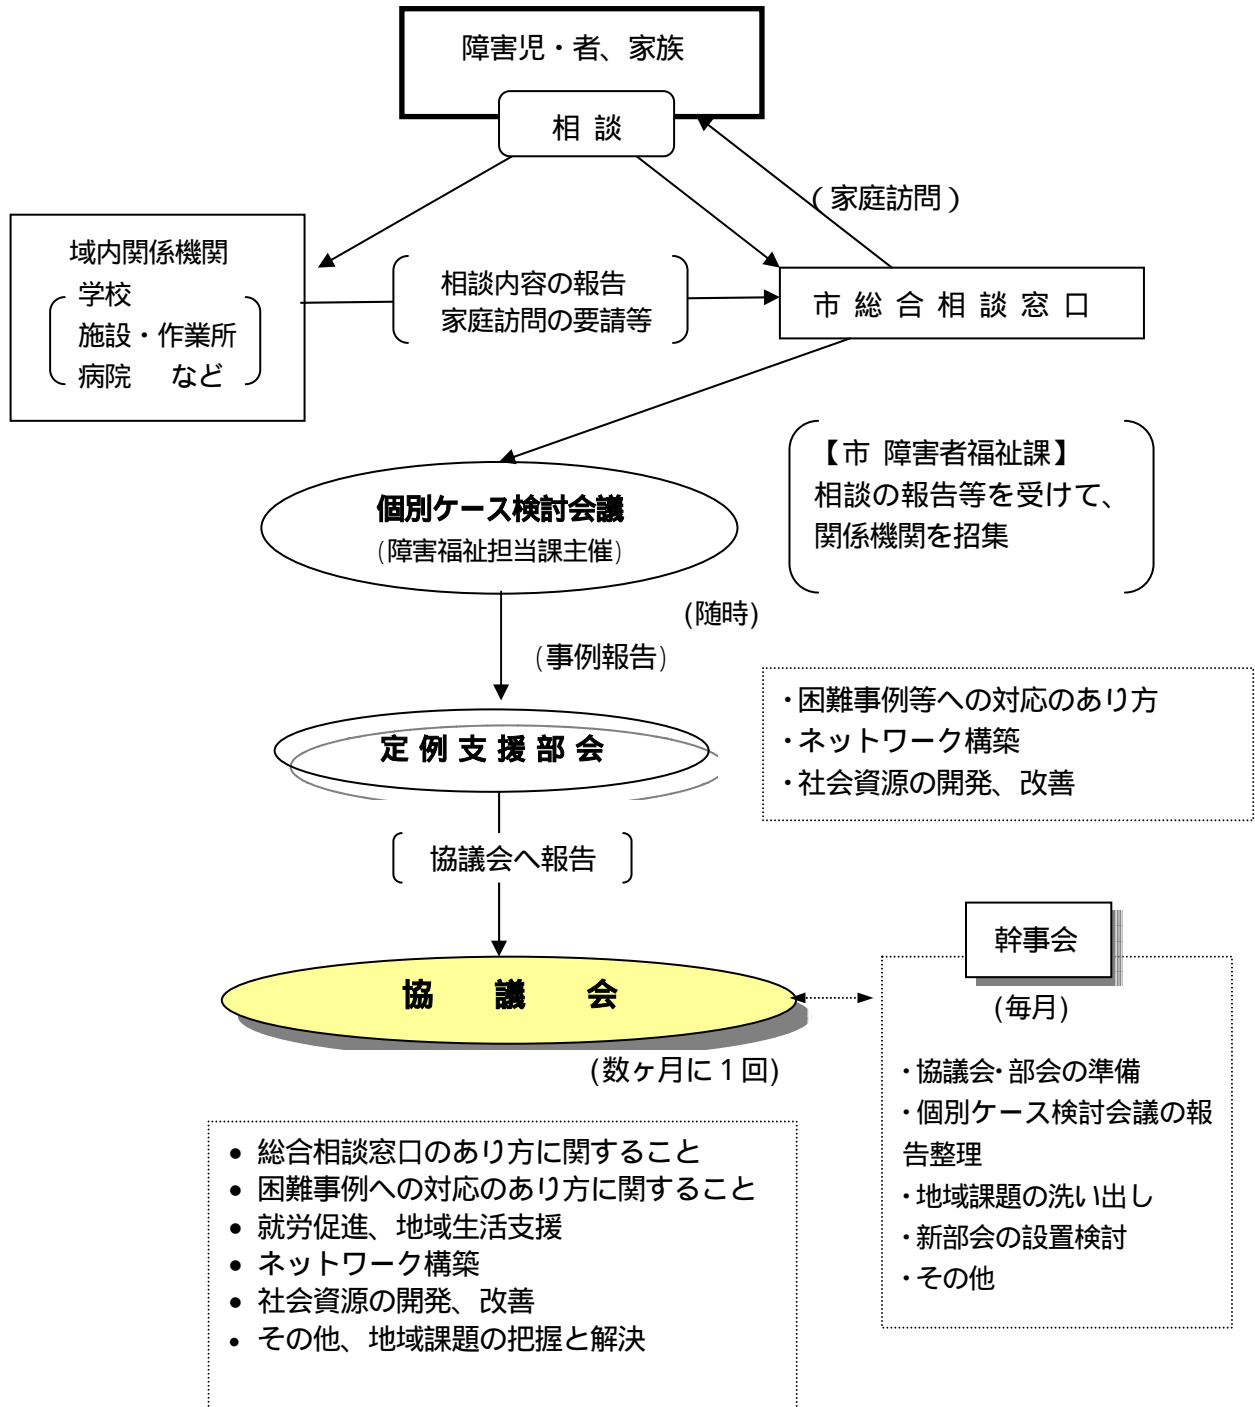 障害児・者、家族
相 談
(家庭訪問)
域内関係機関
学校
施設・作業所
病院 など
相談内容の報告
家庭訪問の要請等
市 総 合 相 談 窓 口
個別ケース検討会議
(障害福祉担当課主催)
【市 障害者福祉課】
相談の報告等を受けて、
関係機関を招集
(随時)
(事例報告)
定 例 支 援 部 会
・困難事例等への対応のあり方
・ネットワーク構築
・社会資源の開発、改善
協議会へ報告
協 議 会
(数ヶ月に1回)
幹事会
(毎月)
・協議会・部会の準備
・個別ケース検討会議の報
告整理
・地域課題の洗い出し
・新部会の設置検討
・その他
● 総合相談窓口のあり方に関すること
● 困難事例への対応のあり方に関すること
● 就労促進、地域生活支援
● ネットワーク構築
● 社会資源の開発、改善
● その他、地域課題の把握と解決